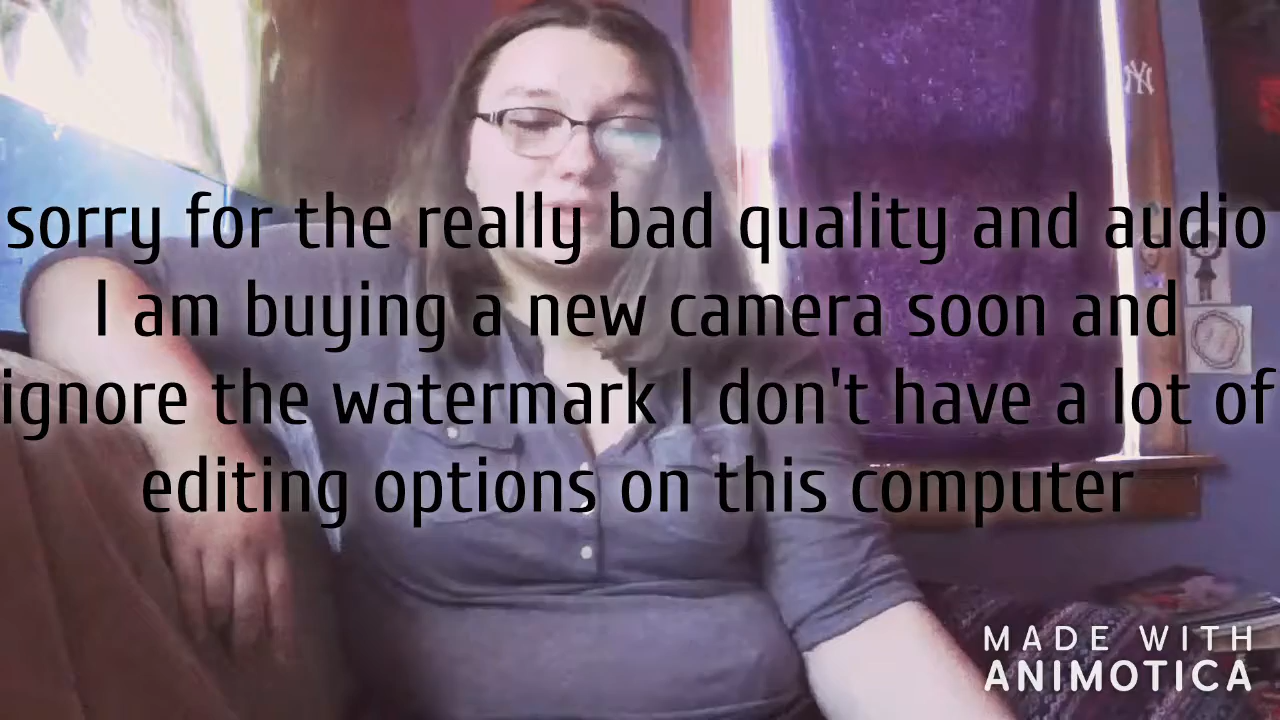 NY
sorry for the really bad quality and audio
I am buying a new camera soon and
ignore the watermark I don't have a lot of
editing options on this computer
MADE WITH
ANIMOTICA